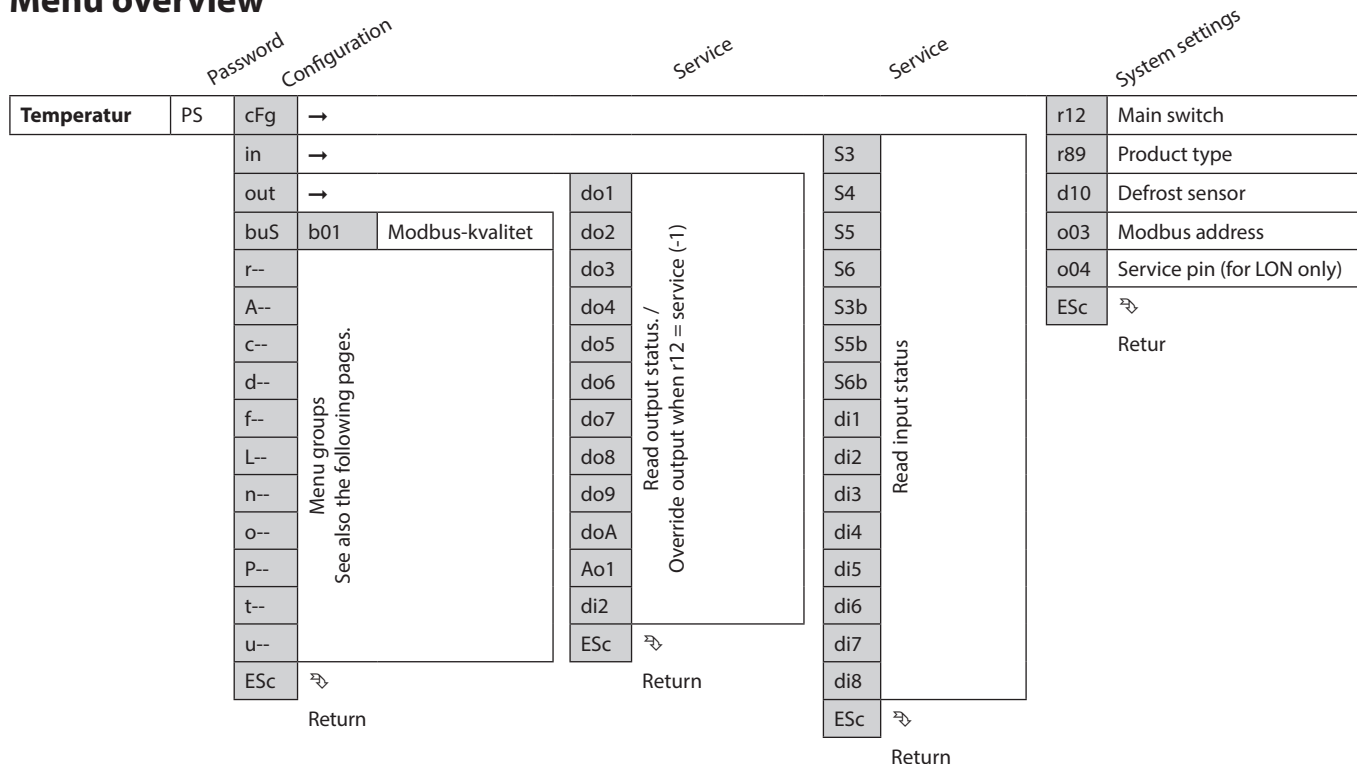 Menu overview
Password
Configuration
Service
Service
System settings
Temperatur PS cFg → r12 Main switch
in → S3 r89 Product type
out → do1 S4 d10 Defrost sensor
buS b01 Modbus-kvalitet do2 S5 o03 Modbus address
r-- do3 S6 o04 Service pin (for LON only)
A-- do4 S3b ESc
c-- do5 S5b Retur
d-- do6 S6b
f-- do7 di1
L-- do8 di2
n-- do9 di3
o-- doA di4
P-- Ao1 di5
t-- di2 di6
u-- ESc di7
ESc Return di8
Return ESc
Return
Menu groups
See also the following pages.
Read output status. /
Override output when r12 = service (-1)
Read input status